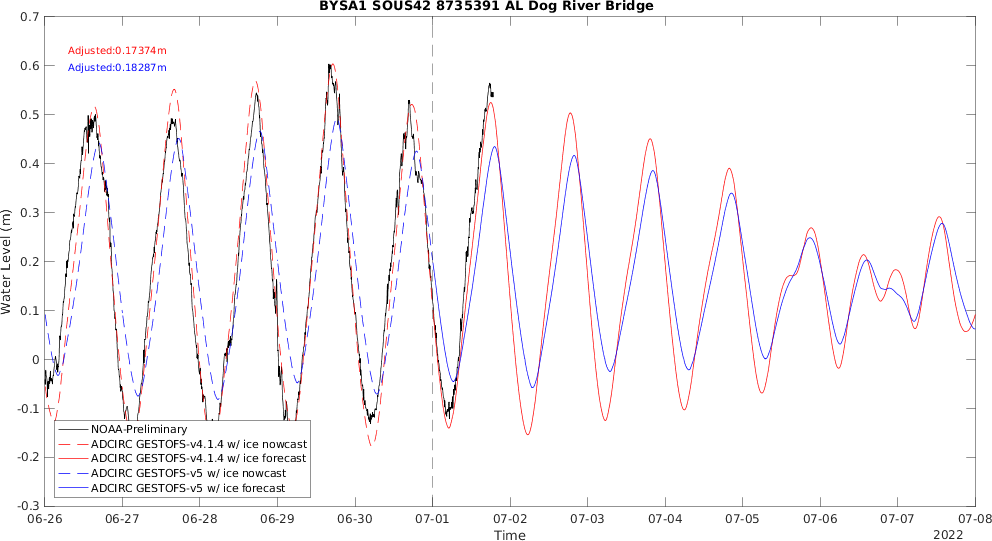 BYSA1 SOUS42 8735391 AL Dog River Bridge
0.7
0.6
0.5
0.4
0.3
0.2
0.1
0
-0.1
-0.2
-0.3
Water Level (m)
Adjusted:0.17374m
Adjusted:0.18287m
NOAA-Preliminary
ADCIRC GESTOFS-v4.1.4 w/ ice nowcast
ADCIRC GESTOFS-v4.1.4 w/ ice forecast
ADCIRC GESTOFS-v5 w/ ice nowcast
ADCIRC GESTOFS-v5 w/ ice forecast
06-26 06-27 06-28 06-29 06-30 07-01 07-02 07-03 07-04 07-05 07-06 07-07 07-08
Time
2022